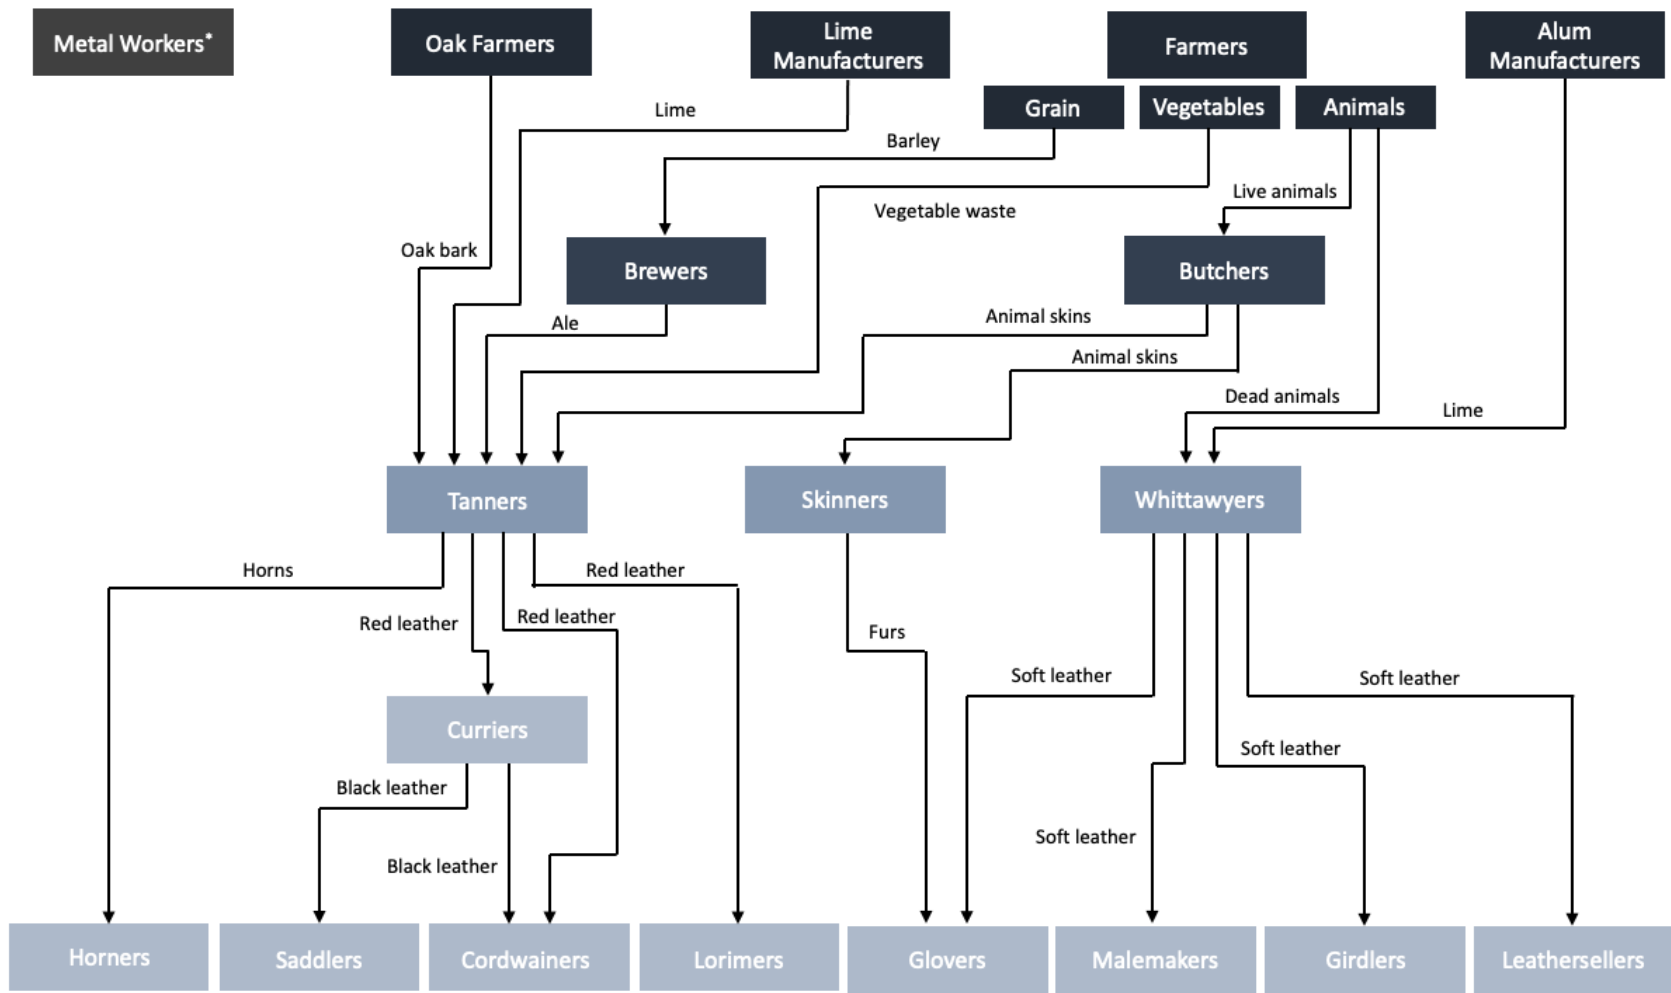 Metal Workers*
Oak Farmers
Lime
Manufacturers
Farmers
Alum
Manufacturers
Grain
Vegetables
Animals
Lime
Barley
Live animals
Vegetable waste
Oak bark
Brewers
Butchers
Ale
Animal skins
Animal skins
Dead animals
Lime
Tanners
Skinners
Whittawyers
Horns
Red leather
Red leather
Red leather
Furs
Soft leather
Soft leather
Currier​s
Soft leather
Black leather
Soft leather
Black leather
Horners
Saddlers
Cordwainers
Lorimers
Glovers
Malemakers
Girdlers
Leathersellers